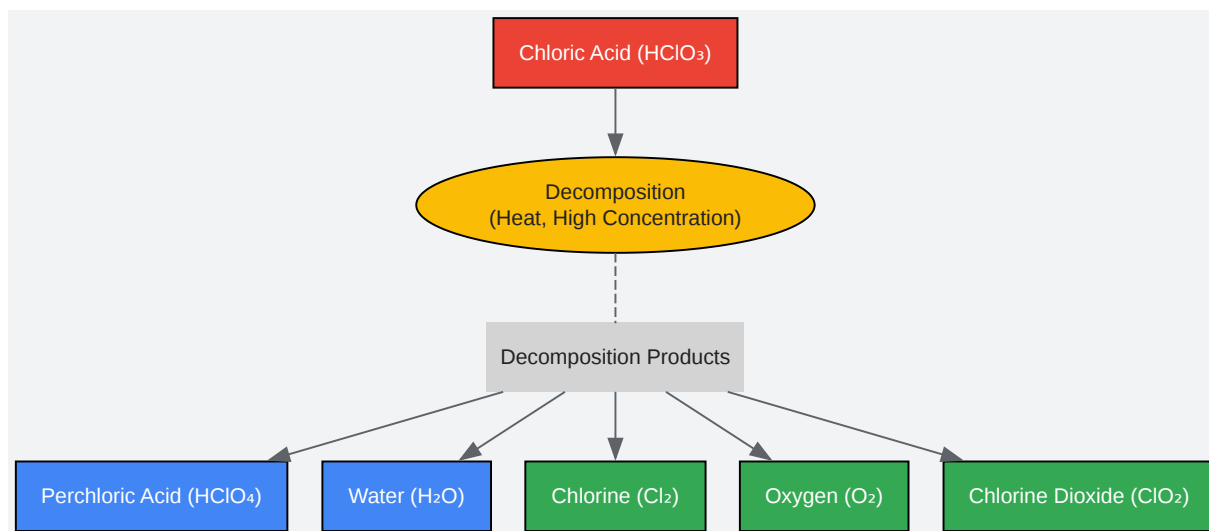 Chloric Acid (HClO₃)
Decomposition
(Heat, High Concentration)
Decomposition Products
Perchloric Acid (HClO₄)
Water (H₂O)
Chlorine (Cl₂)
Oxygen (O₂)
Chlorine Dioxide (ClO₂)